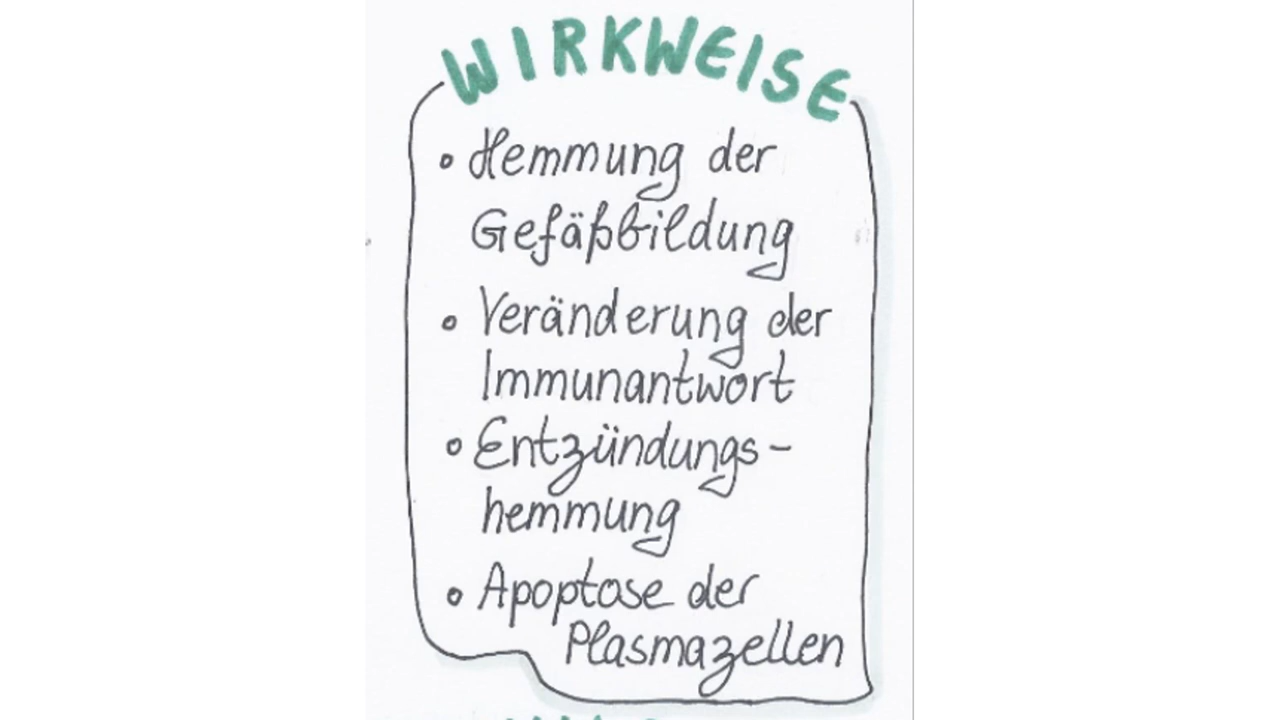 WIRKWEISE
• Hemmung der
Gefäßbildung
• Veränderung der
Immunantwort
• Entzündungs-
hemmung
• Apoptose der
Plasmazellen